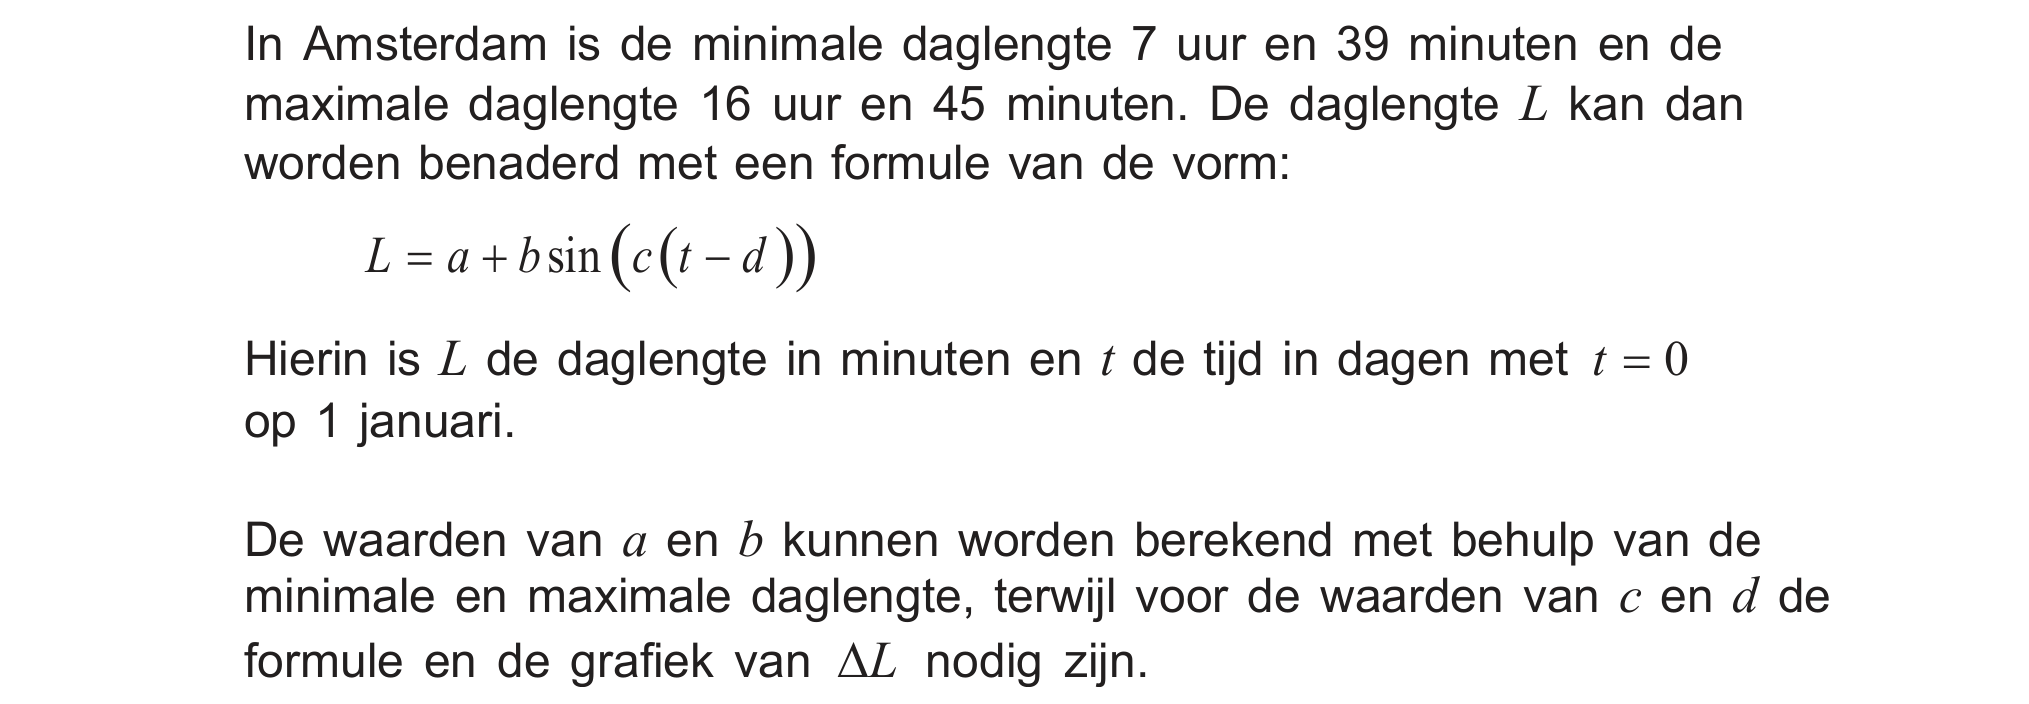 In Amsterdam is de minimale daglengte 7 uur en 39 minuten en de
maximale daglengte 16 uur en 45 minuten. De daglengte L kan dan
worden benaderd met een formule van de vorm:
L = a + b sin(c(t − d))
Hierin is L de daglengte in minuten en t de tijd in dagen met t = 0
op 1 januari.
De waarden van a en b kunnen worden berekend met behulp van de
minimale en maximale daglengte, terwijl voor de waarden van c en d de
formule en de grafiek van ΔL nodig zijn.